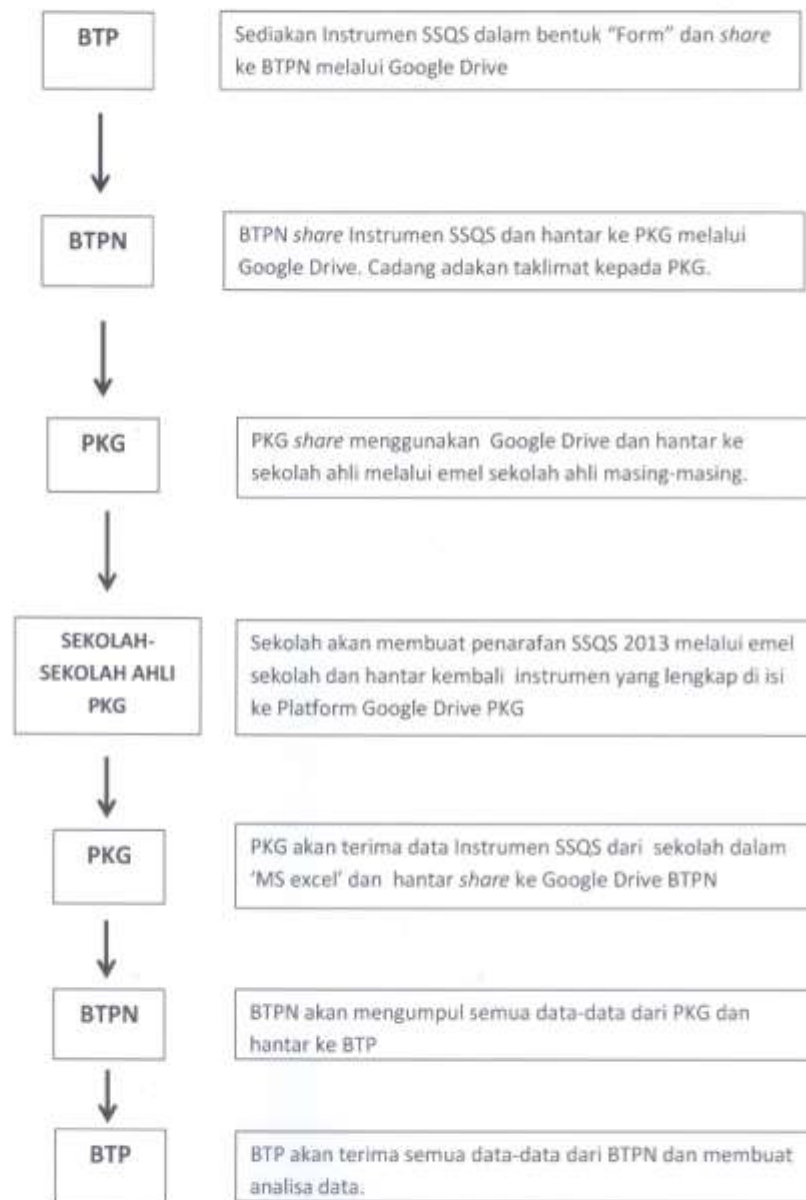 BTP
Sediakan Instrumen SSQS dalam bentuk “Form” dan share
ke BTPN melalui Google Drive
BTPN
BTPN share Instrumen SSQS dan hantar ke PKG melalui
Google Drive. Cadang adakan taklimat kepada PKG.
PKG
PKG share menggunakan Google Drive dan hantar ke
sekolah ahli melalui emel sekolah ahli masing-masing.
SEKOLAH-
SEKOLAH AHLI
PKG
Sekolah akan membuat penarafan SSQS 2013 melalui emel
sekolah dan hantar kembali instrumen yang lengkap di isi
ke Platform Google Drive PKG
PKG
PKG akan terima data Instrumen SSQS dari sekolah dalam
‘MS excel’ dan hantar share ke Google Drive BTPN
BTPN
BTPN akan mengumpul semua data-data dari PKG dan
hantar ke BTP
BTP
BTP akan terima semua data-data dari BTPN dan membuat
analisa data.